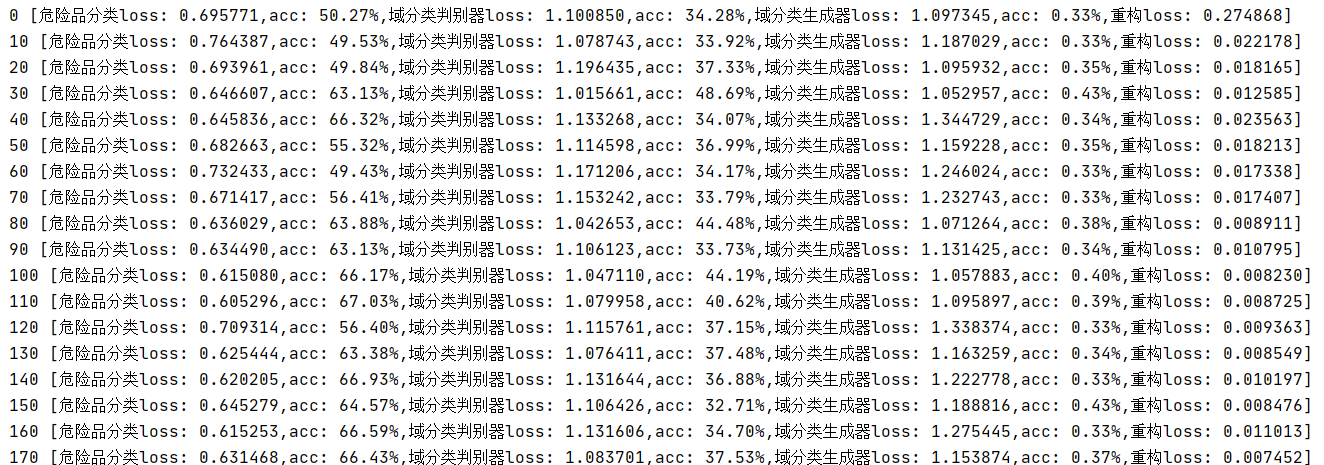 0 [危险品分类loss: 0.695771,acc: 50.27%,域分类判别器loss: 1.100850,acc: 34.28%,域分类生成器loss: 1.097345,acc: 0.33%,重构loss: 0.274868]
10 [危险品分类loss: 0.764387,acc: 49.53%,域分类判别器loss: 1.078743,acc: 33.92%,域分类生成器loss: 1.187029,acc: 0.33%,重构loss: 0.022178]
20 [危险品分类loss: 0.693961,acc: 49.84%,域分类判别器loss: 1.196435,acc: 37.33%,域分类生成器loss: 1.095932,acc: 0.35%,重构loss: 0.018165]
30 [危险品分类loss: 0.646607,acc: 63.13%,域分类判别器loss: 1.015661,acc: 48.69%,域分类生成器loss: 1.052957,acc: 0.43%,重构loss: 0.012585]
40 [危险品分类loss: 0.645836,acc: 66.32%,域分类判别器loss: 1.133268,acc: 34.07%,域分类生成器loss: 1.344729,acc: 0.34%,重构loss: 0.023563]
50 [危险品分类loss: 0.682663,acc: 55.32%,域分类判别器loss: 1.114598,acc: 36.99%,域分类生成器loss: 1.159228,acc: 0.35%,重构loss: 0.018213]
60 [危险品分类loss: 0.732433,acc: 49.43%,域分类判别器loss: 1.171206,acc: 34.17%,域分类生成器loss: 1.246024,acc: 0.33%,重构loss: 0.017338]
70 [危险品分类loss: 0.671417,acc: 56.41%,域分类判别器loss: 1.153242,acc: 33.79%,域分类生成器loss: 1.232743,acc: 0.33%,重构loss: 0.017407]
80 [危险品分类loss: 0.636029,acc: 63.88%,域分类判别器loss: 1.042653,acc: 44.48%,域分类生成器loss: 1.071264,acc: 0.38%,重构loss: 0.008911]
90 [危险品分类loss: 0.634490,acc: 63.13%,域分类判别器loss: 1.106123,acc: 33.73%,域分类生成器loss: 1.131425,acc: 0.34%,重构loss: 0.010795]
100 [危险品分类loss: 0.615080,acc: 66.17%,域分类判别器loss: 1.047110,acc: 44.19%,域分类生成器loss: 1.057883,acc: 0.40%,重构loss: 0.008230]
110 [危险品分类loss: 0.605296,acc: 67.03%,域分类判别器loss: 1.079958,acc: 40.62%,域分类生成器loss: 1.095897,acc: 0.39%,重构loss: 0.008725]
120 [危险品分类loss: 0.709314,acc: 56.40%,域分类判别器loss: 1.115761,acc: 37.15%,域分类生成器loss: 1.338374,acc: 0.33%,重构loss: 0.009363]
130 [危险品分类loss: 0.625444,acc: 63.38%,域分类判别器loss: 1.076411,acc: 37.48%,域分类生成器loss: 1.163259,acc: 0.34%,重构loss: 0.008549]
140 [危险品分类loss: 0.620205,acc: 66.93%,域分类判别器loss: 1.131644,acc: 36.88%,域分类生成器loss: 1.222778,acc: 0.33%,重构loss: 0.010197]
150 [危险品分类loss: 0.645279,acc: 64.57%,域分类判别器loss: 1.106426,acc: 32.71%,域分类生成器loss: 1.188816,acc: 0.43%,重构loss: 0.008476]
160 [危险品分类loss: 0.615253,acc: 66.59%,域分类判别器loss: 1.131606,acc: 34.70%,域分类生成器loss: 1.275445,acc: 0.33%,重构loss: 0.011013]
170 [危险品分类loss: 0.631468,acc: 66.43%,域分类判别器loss: 1.083701,acc: 37.53%,域分类生成器loss: 1.153874,acc: 0.37%,重构loss: 0.007452]